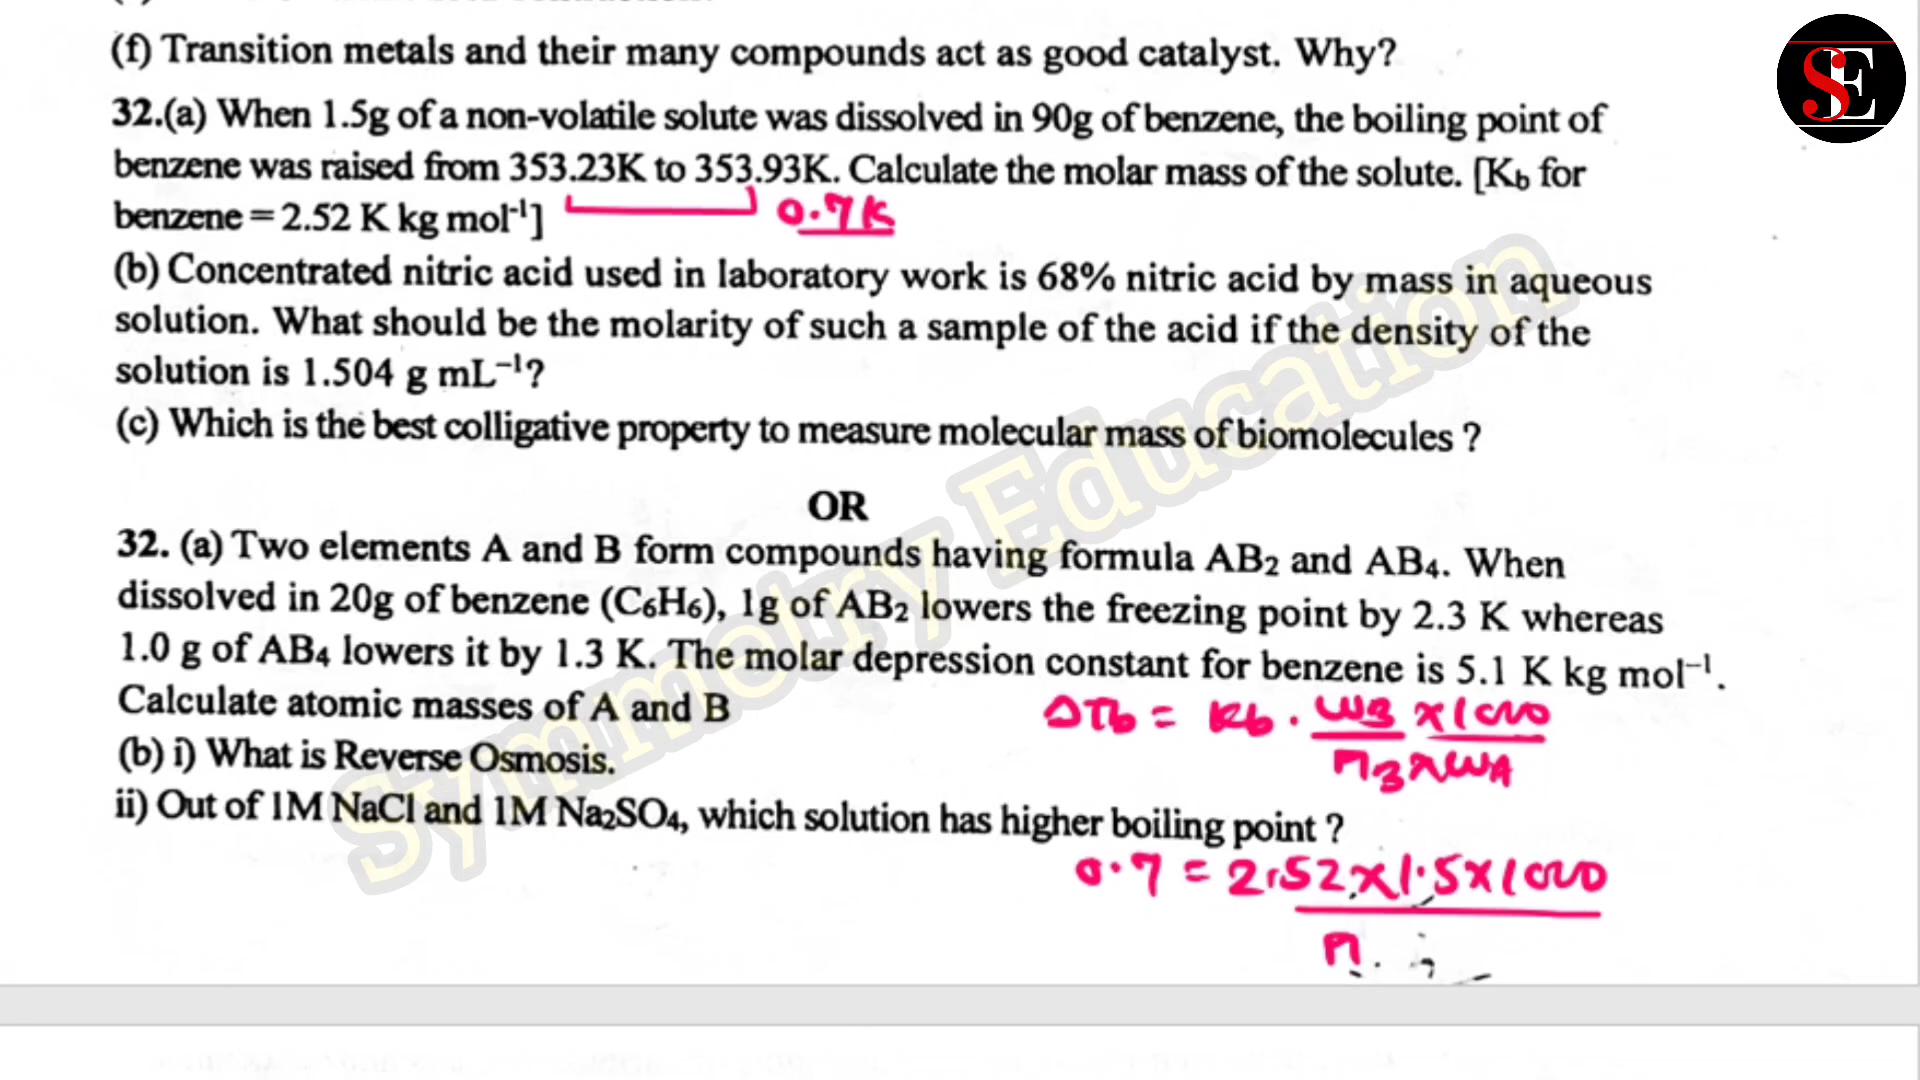 (f) Transition metals and their many compounds act as good catalyst. Why?
SE
32.(a) When 1.5g of a non-volatile solute was dissolved in 90g of benzene, the boiling point of
benzene was raised from 353.23K to 353.93K. Calculate the molar mass of the solute. [Kb for
benzene = 2.52 K kg mol⁻¹]
0.7K
(b) Concentrated nitric acid used in laboratory work is 68% nitric acid by mass in aqueous
solution. What should be the molarity of such a sample of the acid if the density of the
solution is 1.504 g mL⁻¹?
(c) Which is the best colligative property to measure molecular mass of biomolecules ?
OR
32. (a) Two elements A and B form compounds having formula AB₂ and AB₄. When
dissolved in 20g of benzene (C₆H₆), 1g of AB₂ lowers the freezing point by 2.3 K whereas
1.0 g of AB₄ lowers it by 1.3 K. The molar depression constant for benzene is 5.1 K kg mol⁻¹.
Calculate atomic masses of A and B
ΔTb = Kb . WB x 1000
MB x WA
(b) i) What is Reverse Osmosis.
ii) Out of 1M NaCl and 1M Na₂SO₄, which solution has higher boiling point ?
0.7 = 2.52 x 1.5 x 1000
M
Symmetry Education